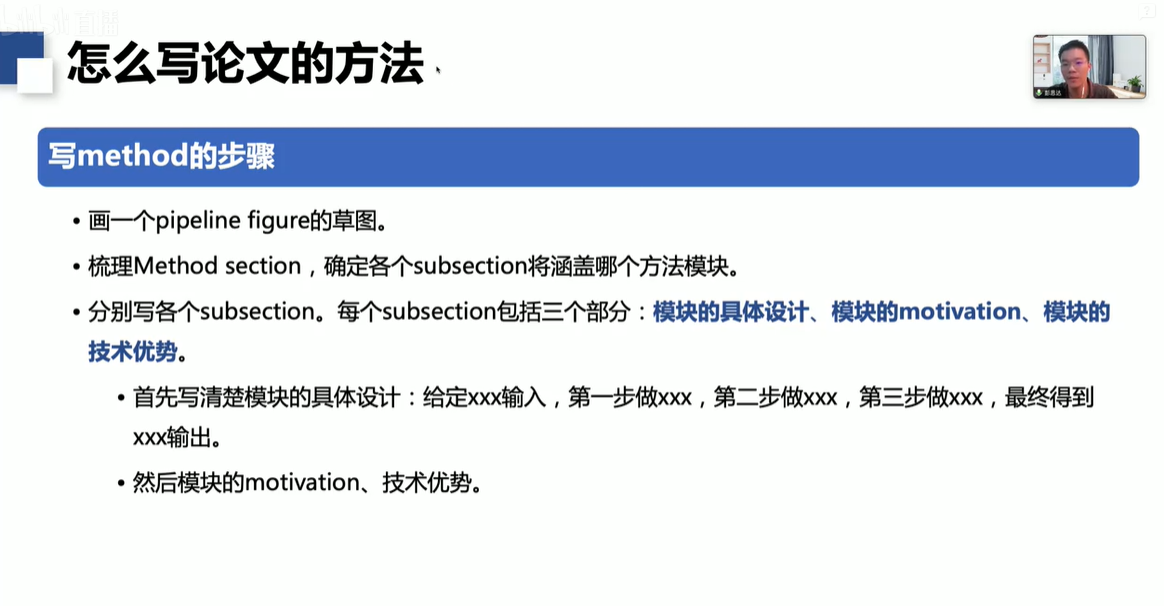 怎么写论文的方法
彭思达
写method的步骤
• 画一个pipeline figure的草图。
• 梳理Method section，确定各个subsection将涵盖哪个方法模块。
• 分别写各个subsection。每个subsection包括三个部分：模块的具体设计、模块的motivation、模块的
技术优势。
• 首先写清楚模块的具体设计：给定xxx输入，第一步做xxx，第二步做xxx，第三步做xxx，最终得到
xxx输出。
• 然后模块的motivation、技术优势。